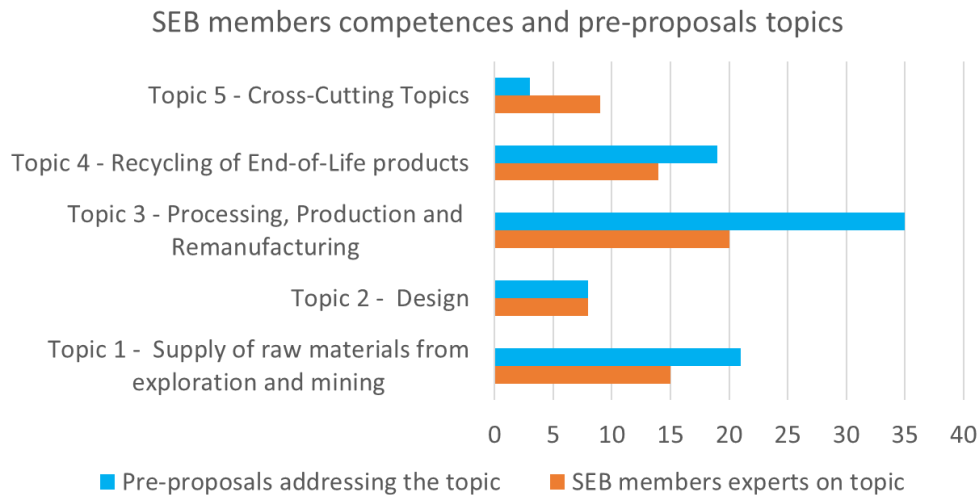 SEB members competences and pre-proposals topics
Topic 5 - Cross-Cutting Topics
Topic 4 - Recycling of End-of-Life products
Topic 3 - Processing, Production and
Remanufacturing
Topic 2 -  Design
Topic 1 -  Supply of raw materials from
exploration and mining
0 5 10 15 20 25 30 35 40
Pre-proposals addressing the topic SEB members experts on topic